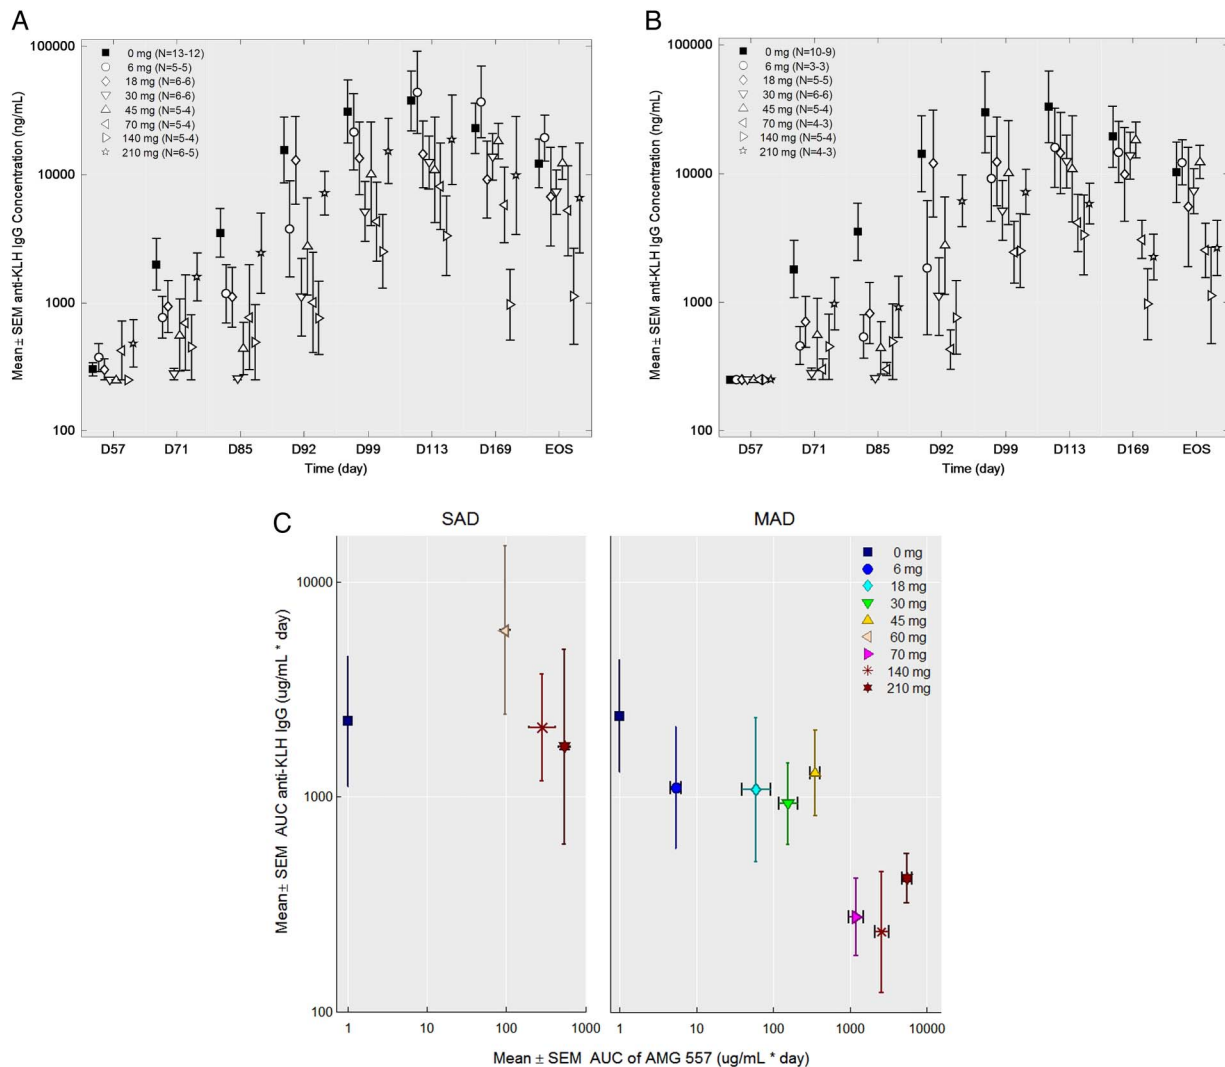 A
Mean ± SEM anti-KLH IgG Concentration (ng/mL)
100000
10000
1000
100
0 mg (N=13-12)
6 mg (N=5-5)
18 mg (N=6-6)
30 mg (N=6-6)
45 mg (N=5-4)
70 mg (N=5-4)
140 mg (N=5-4)
210 mg (N=6-5)
D57 D71 D85 D92 D99 D113 D169 EOS
Time (day)
B
Mean ± SEM anti-KLH IgG Concentration (ng/mL)
100000
10000
1000
100
0 mg (N=10-9)
6 mg (N=3-3)
18 mg (N=5-5)
30 mg (N=6-6)
45 mg (N=5-4)
70 mg (N=4-3)
140 mg (N=5-4)
210 mg (N=4-3)
D57 D71 D85 D92 D99 D113 D169 EOS
Time (day)
C
SAD MAD
Mean ± SEM AUC anti-KLH IgG (ug/mL * day)
10000
1000
100
0 mg
6 mg
18 mg
30 mg
45 mg
60 mg
70 mg
140 mg
210 mg
1 10 100 1000 1 10 100 1000 10000
Mean ± SEM AUC of AMG 557 (ug/mL * day)